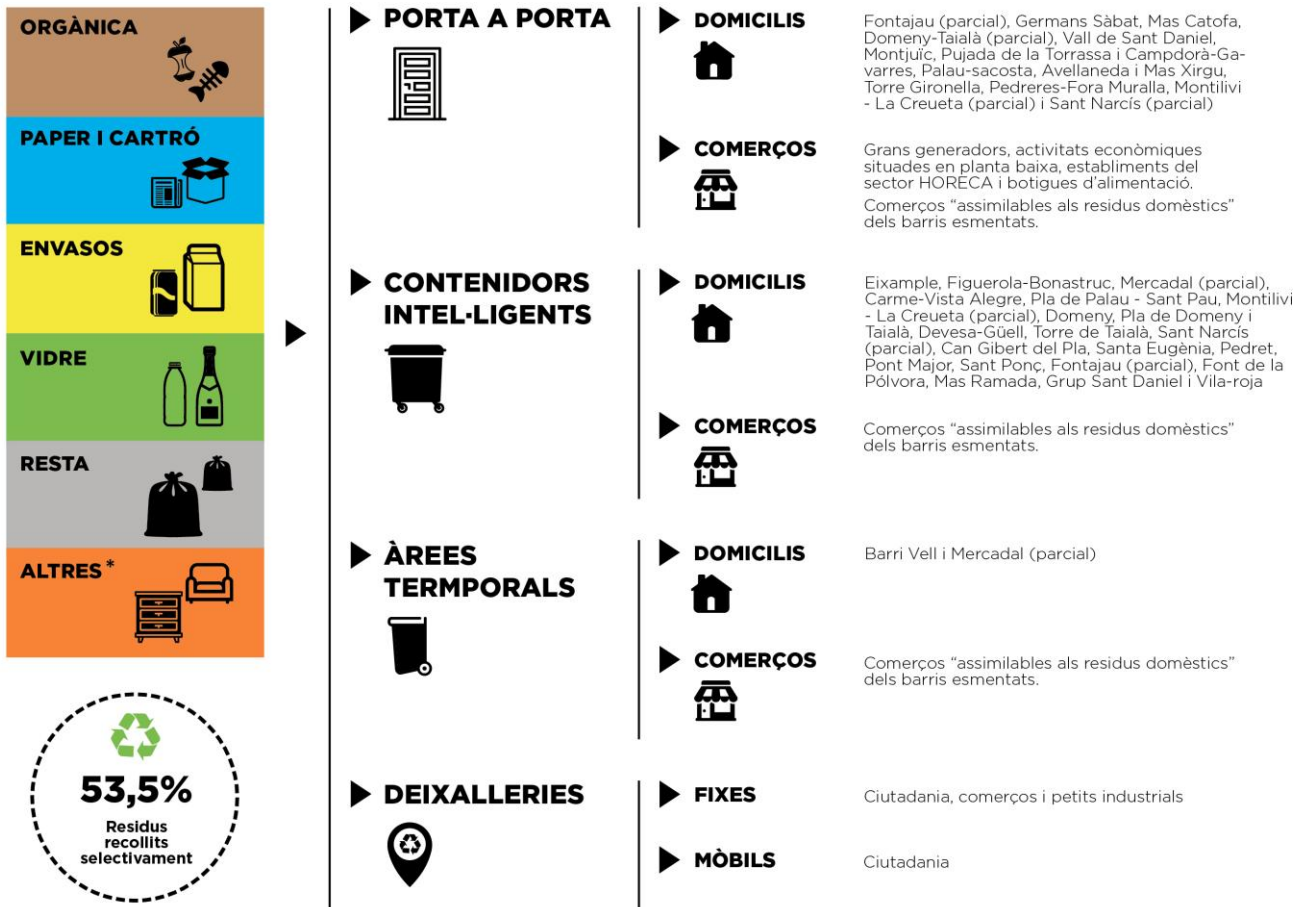 ORGÀNICA
PAPER I CARTRÓ
ENVASOS
VIDRE
RESTA
ALTRES*
53,5%
Residus
recollits
selectivament
PORTA A PORTA
DOMICILIS
Fontajau (parcial), Germans Sàbat, Mas Catofa,
Domeny-Taialà (parcial), Vall de Sant Daniel,
Montjuïc, Pujada de la Torrassa i Campdorà-Ga-
varres, Palau-sacosta, Avellaneda i Mas Xirgu,
Torre Gironella, Pedreres-Fora Muralla, Montilivi
- La Creueta (parcial) i Sant Narcís (parcial)
COMERÇOS
Grans generadors, activitats econòmiques
situades en planta baixa, establiments del
sector HORECA i botigues d'alimentació.
Comerços “assimilables als residus domèstics”
dels barris esmentats.
CONTENIDORS
INTEL·LIGENTS
DOMICILIS
Eixample, Figuerola-Bonastruc, Mercadal (parcial),
Carme-Vista Alegre, Pla de Palau - Sant Pau, Montilivi
- La Creueta (parcial), Domeny, Pla de Domeny i
Taialà, Devesa-Güell, Torre de Taialà, Sant Narcís
(parcial), Can Gibert del Pla, Santa Eugènia, Pedret,
Pont Major, Sant Ponç, Fontajau (parcial), Font de la
Pólvora, Mas Ramada, Grup Sant Daniel i Vila-roja
COMERÇOS
Comerços “assimilables als residus domèstics”
dels barris esmentats.
ÀREES
TERMPORALS
DOMICILIS
Barri Vell i Mercadal (parcial)
COMERÇOS
Comerços “assimilables als residus domèstics”
dels barris esmentats.
DEIXALLERIES
FIXES
Ciutadania, comerços i petits industrials
MÒBILS
Ciutadania